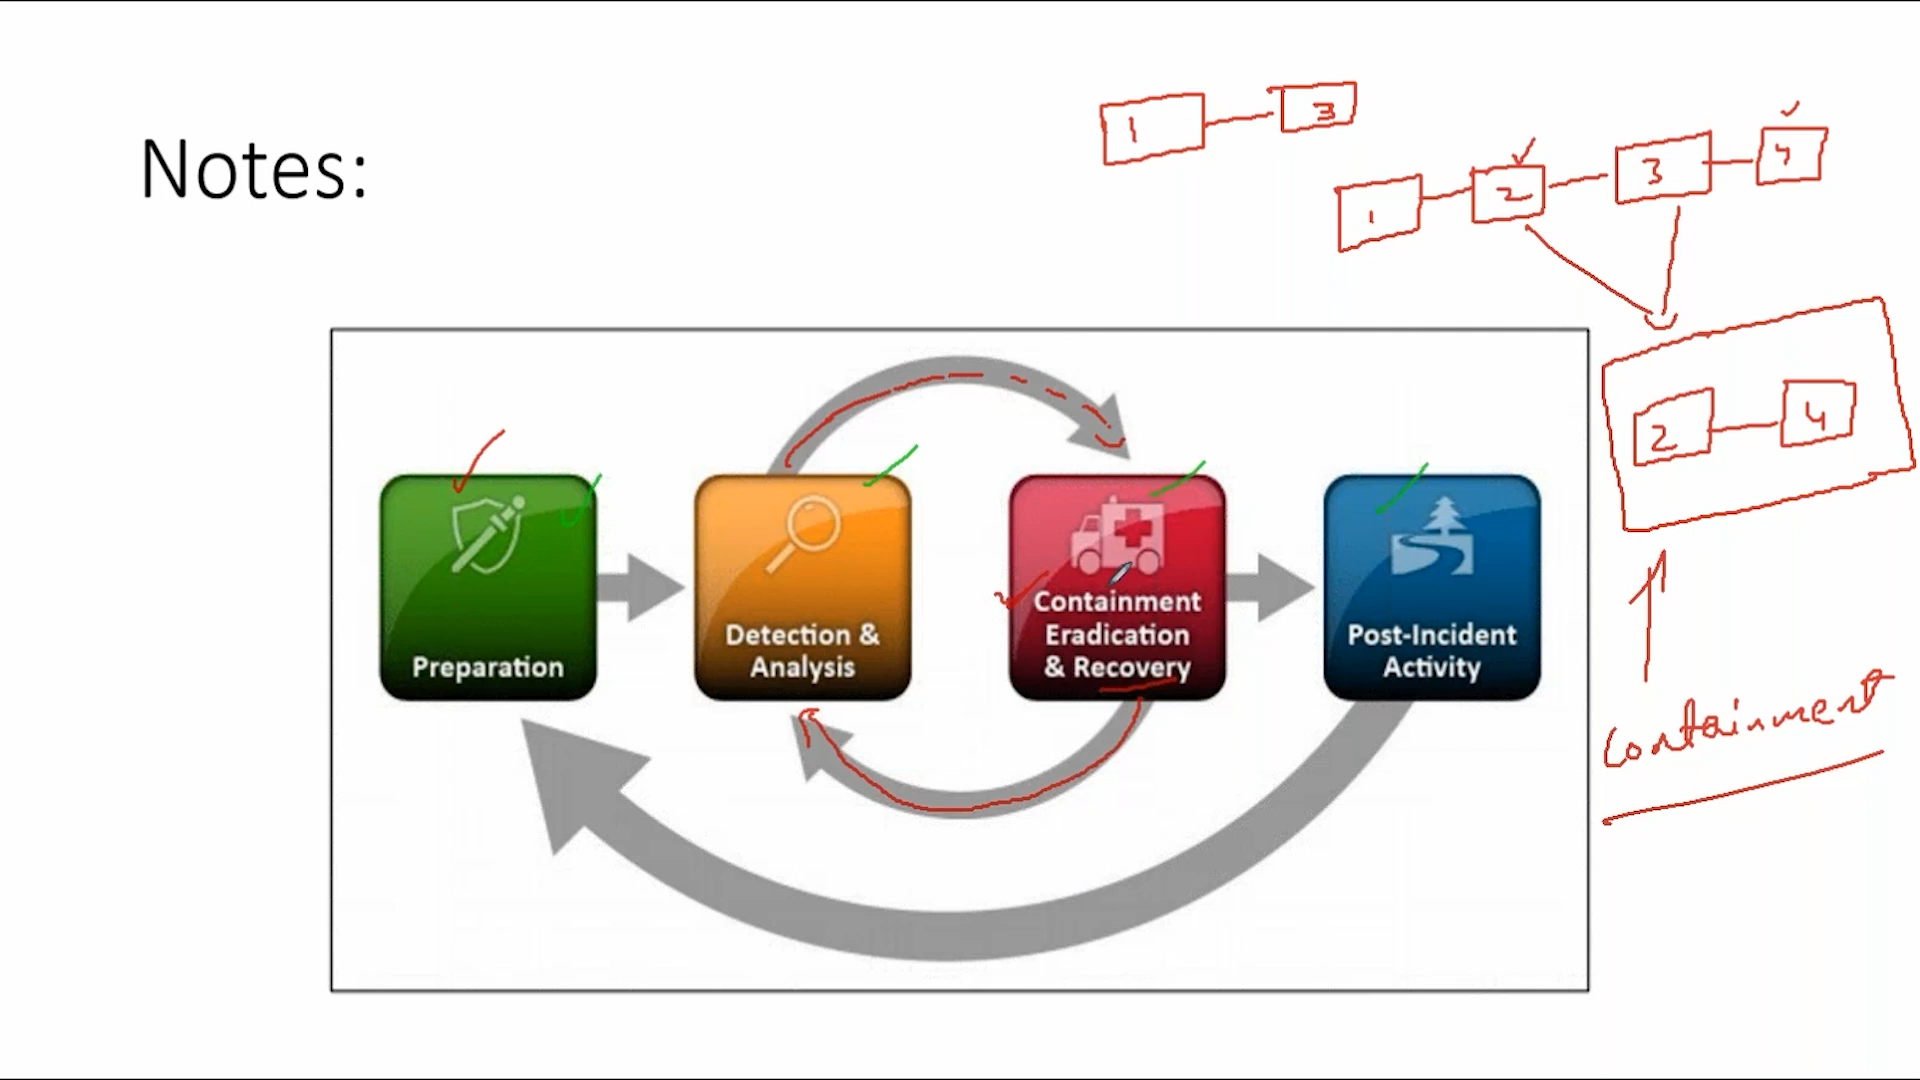 Notes:
1 3
1 2 3 4
2 4
Containment
Preparation
Detection &
Analysis
Containment
Eradication
& Recovery
Post-Incident
Activity